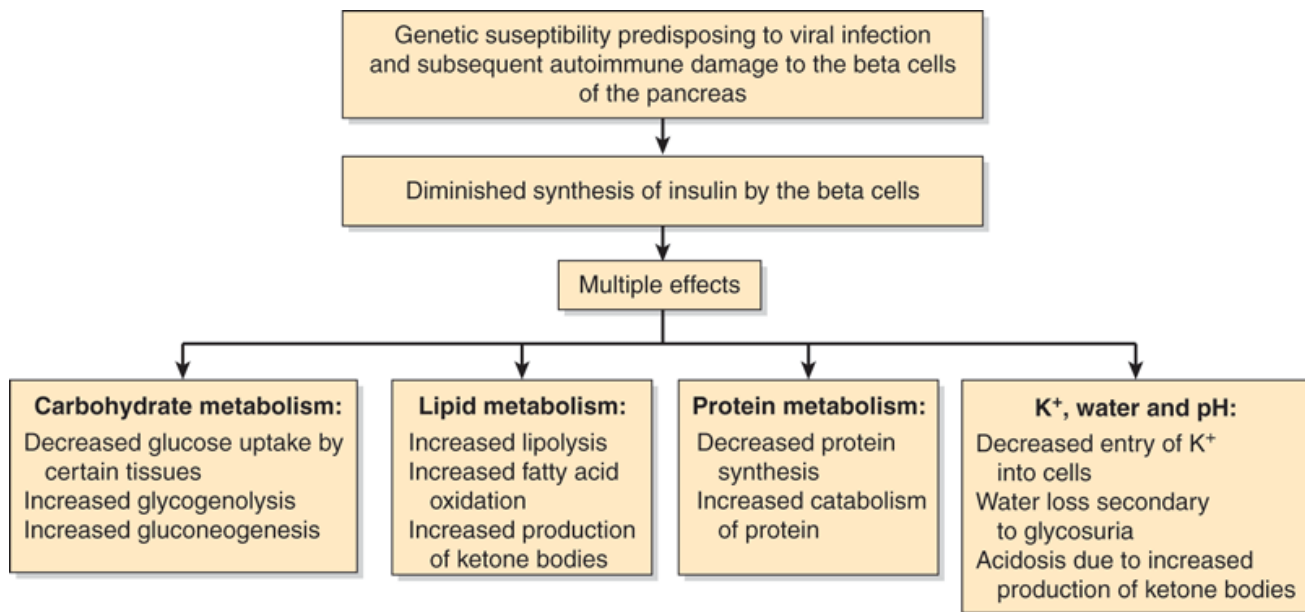 Genetic suseptibility predisposing to viral infection
and subsequent autoimmune damage to the beta cells
of the pancreas
Diminished synthesis of insulin by the beta cells
Multiple effects
Carbohydrate metabolism:
Decreased glucose uptake by
certain tissues
Increased glycogenolysis
Increased gluconeogenesis
Lipid metabolism:
Increased lipolysis
Increased fatty acid
oxidation
Increased production
of ketone bodies
Protein metabolism:
Decreased protein
synthesis
Increased catabolism
of protein
K⁺, water and pH:
Decreased entry of K⁺
into cells
Water loss secondary
to glycosuria
Acidosis due to increased
production of ketone bodies